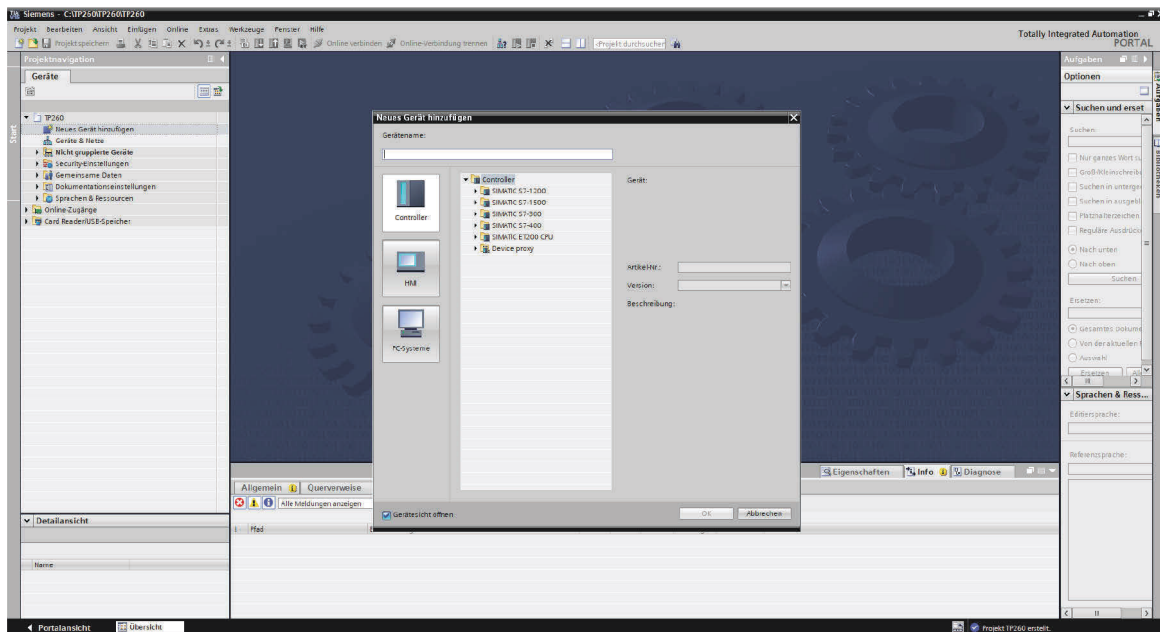 Siemens - C:\TP260\TP260\TP260
Projekt Bearbeiten Ansicht Einfügen Online Extras Werkzeuge Fenster Hilfe
Totally Integrated Automation
PORTAL
Projekt speichern
Online verbinden
Online-Verbindung trennen
<Projekt durchsuchen
Projektnavigation
Geräte
Start
TP260
Neues Gerät hinzufügen
Geräte & Netze
Nicht gruppierte Geräte
Security-Einstellungen
Gemeinsame Daten
Dokumentationseinstellungen
Sprachen & Ressourcen
Online-Zugänge
Card Reader/USB-Speicher
Detailansicht
Name
Neues Gerät hinzufügen
Gerätename:
Controller
HMI
PC-Systeme
Controller
SIMATIC S7-1200
SIMATIC S7-1500
SIMATIC S7-300
SIMATIC S7-400
SIMATIC ET200 CPU
Device proxy
Gerät:
Artikel-Nr.:
Version:
Beschreibung:
Gerätesicht öffnen
OK
Abbrechen
Eigenschaften
Info
Diagnose
Allgemein
Querverweise
Alle Meldungen anzeigen
!
Pfad
Aufgaben
Optionen
Suchen und erset
Suchen:
Nur ganzes Wort su
Groß-/Kleinschreib
Suchen in unterge
Suchen in ausgebl
Platzhalterzeichen
Reguläre Ausdrück
Nach unten
Nach oben
Suchen
Ersetzen:
Gesamtes Dokume
Von der aktuellen
Auswahl
Ersetzen
All
Sprachen & Ress...
Editiersprache:
Referenzsprache:
Aufgaben
Bibliotheken
Portalansicht
Übersicht
Projekt TP260 erstellt.